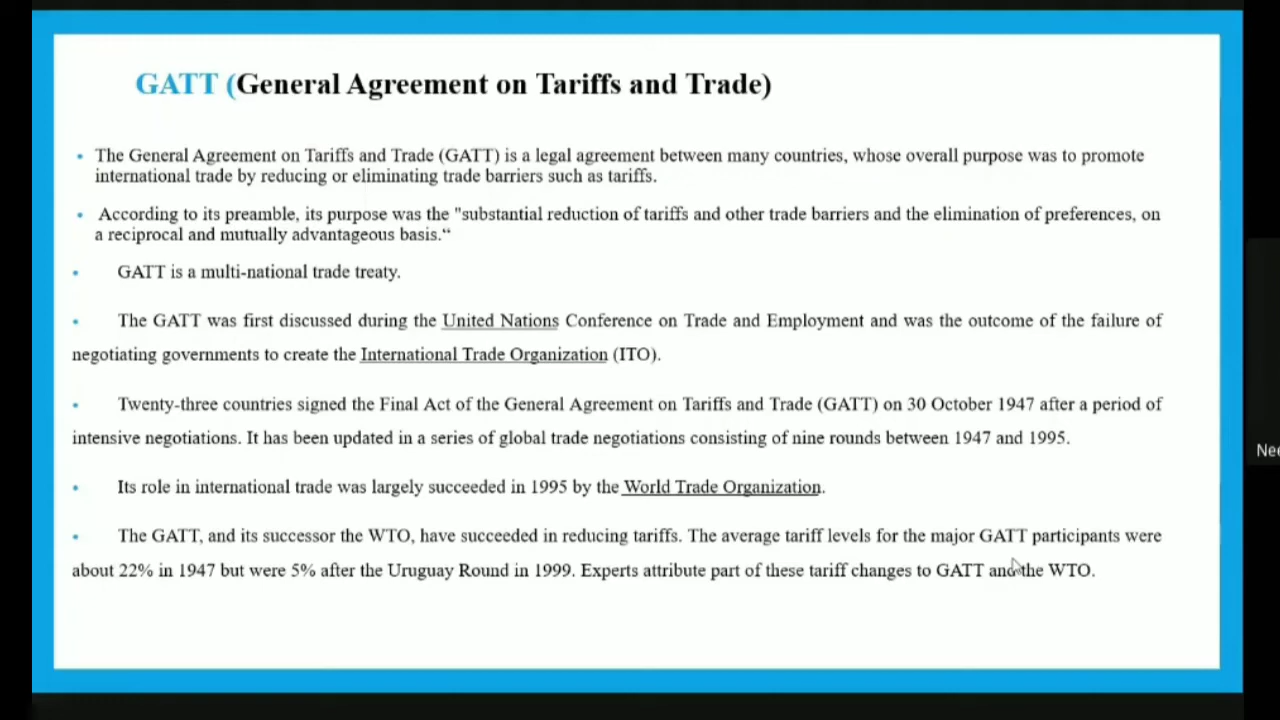 GATT (General Agreement on Tariffs and Trade)
• The General Agreement on Tariffs and Trade (GATT) is a legal agreement between many countries, whose overall purpose was to promote
international trade by reducing or eliminating trade barriers such as tariffs.
• According to its preamble, its purpose was the "substantial reduction of tariffs and other trade barriers and the elimination of preferences, on
a reciprocal and mutually advantageous basis.“
• GATT is a multi-national trade treaty.
• The GATT was first discussed during the United Nations Conference on Trade and Employment and was the outcome of the failure of
negotiating governments to create the International Trade Organization (ITO).
• Twenty-three countries signed the Final Act of the General Agreement on Tariffs and Trade (GATT) on 30 October 1947 after a period of
intensive negotiations. It has been updated in a series of global trade negotiations consisting of nine rounds between 1947 and 1995.
• Its role in international trade was largely succeeded in 1995 by the World Trade Organization.
• The GATT, and its successor the WTO, have succeeded in reducing tariffs. The average tariff levels for the major GATT participants were
about 22% in 1947 but were 5% after the Uruguay Round in 1999. Experts attribute part of these tariff changes to GATT and the WTO.